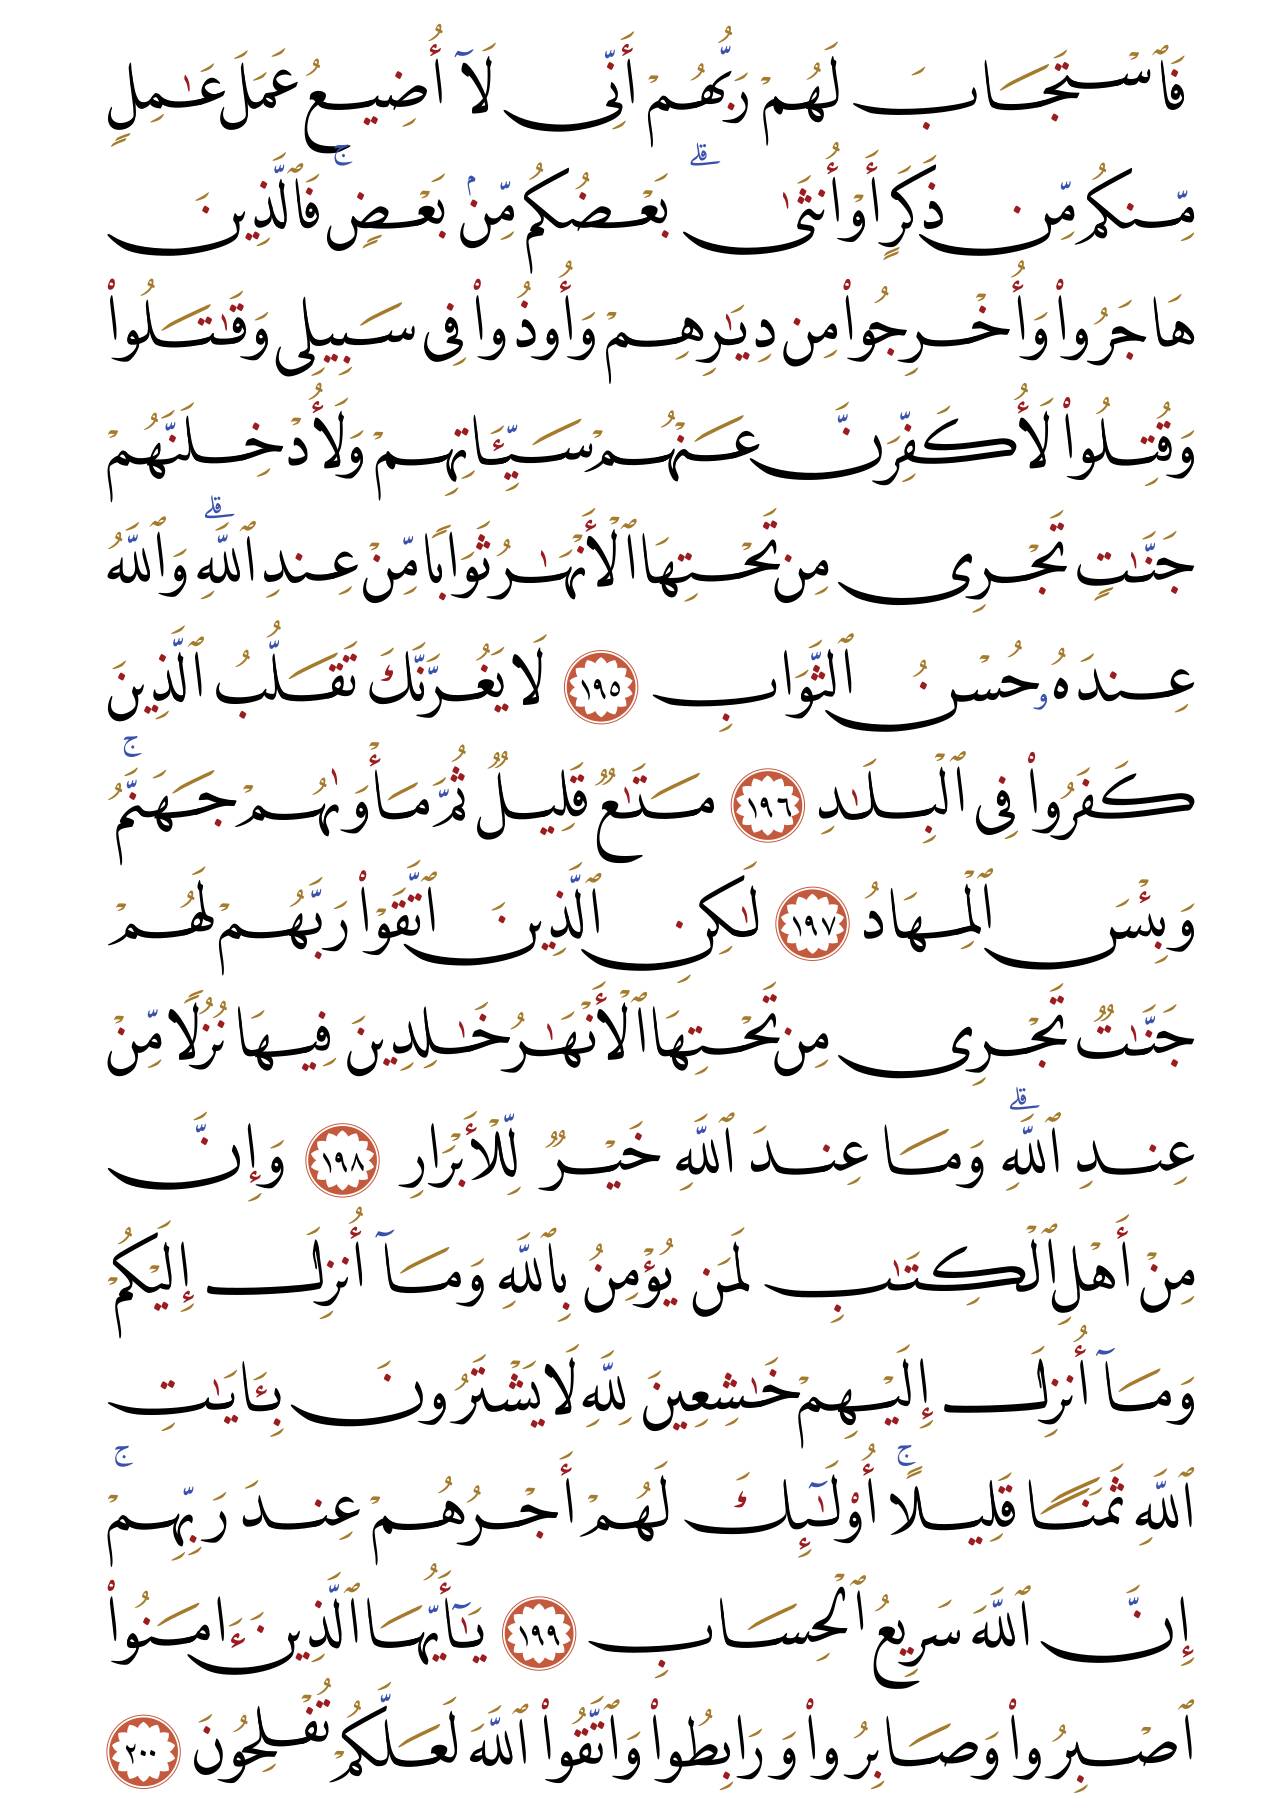 فَٱسْتَجَابَ لَهُمْ رَبُّهُمْ أَنِّى لَآ أُضِيعُ عَمَلَ عَٰمِلٍ
مِّنكُم مِّن ذَكَرٍ أَوْ أُنثَىٰ ۖ بَعْضُكُم مِّنۢ بَعْضٍ ۚ فَٱلَّذِينَ
هَاجَرُوا۟ وَأُخْرِجُوا۟ مِن دِيَٰرِهِمْ وَأُوذُوا۟ فِى سَبِيلِى وَقَٰتَلُوا۟
وَقُتِلُوا۟ لَأُكَفِّرَنَّ عَنْهُمْ سَيِّـَٔاتِهِمْ وَلَأُدْخِلَنَّهُمْ
جَنَّٰتٍ تَجْرِى مِن تَحْتِهَا ٱلْأَنْهَٰرُ ثَوَابًا مِّنْ عِندِ ٱللَّهِ ۗ وَٱللَّهُ
عِندَهُۥ حُسْنُ ٱلثَّوَابِ ١٩٥ لَا يَغُرَّنَّكَ تَقَلُّبُ ٱلَّذِينَ
كَفَرُوا۟ فِى ٱلْبِلَٰدِ ١٩٦ مَتَٰعٌ قَلِيلٌ ثُمَّ مَأْوَىٰهُمْ جَهَنَّمُ ۚ
وَبِئْسَ ٱلْمِهَادُ ١٩٧ لَٰكِنِ ٱلَّذِينَ ٱتَّقَوْا۟ رَبَّهُمْ لَهُمْ
جَنَّٰتٌ تَجْرِى مِن تَحْتِهَا ٱلْأَنْهَٰرُ خَٰلِدِينَ فِيهَا نُزُلًا مِّنْ
عِندِ ٱللَّهِ ۗ وَمَا عِندَ ٱللَّهِ خَيْرٌ لِّلْأَبْرَارِ ١٩٨ وَإِنَّ
مِنْ أَهْلِ ٱلْكِتَٰبِ لَمَن يُؤْمِنُ بِٱللَّهِ وَمَآ أُنزِلَ إِلَيْكُمْ
وَمَآ أُنزِلَ إِلَيْهِمْ خَٰشِعِينَ لِلَّهِ لَا يَشْتَرُونَ بِـَٔايَٰتِ
ٱللَّهِ ثَمَنًا قَلِيلًا ۚ أُو۟لَٰٓئِكَ لَهُمْ أَجْرُهُمْ عِندَ رَبِّهِمْ ۚ
إِنَّ ٱللَّهَ سَرِيعُ ٱلْحِسَابِ ١٩٩ يَٰٓأَيُّهَا ٱلَّذِينَ ءَامَنُوا۟
ٱصْبِرُوا۟ وَصَابِرُوا۟ وَرَابِطُوا۟ وَٱتَّقُوا۟ ٱللَّهَ لَعَلَّكُمْ تُفْلِحُونَ ٢٠٠